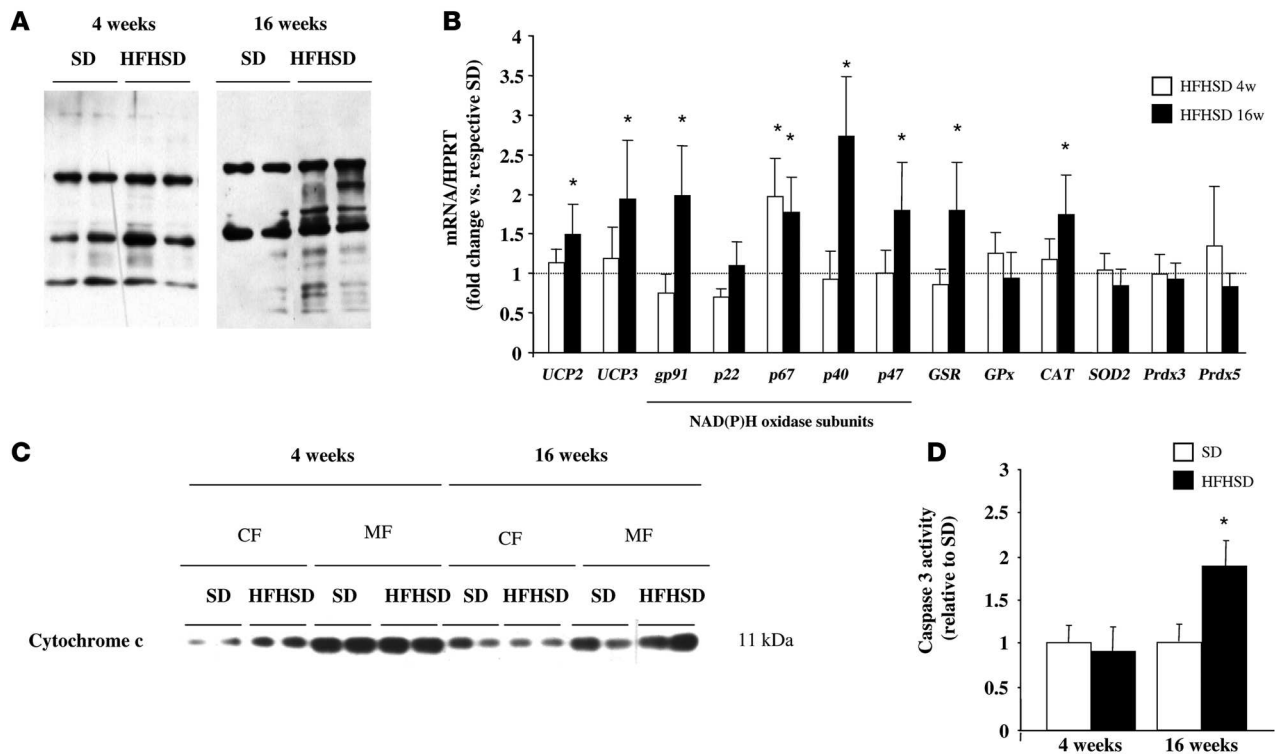 A
4 weeks
16 weeks
SD HFHSD
SD HFHSD
B
mRNA/HPRT
(fold change vs. respective SD)
4
3.5
3
2.5
2
1.5
1
0.5
0
* * * * * * * * *
HFHSD 4w
HFHSD 16w
UCP2 UCP3 gp91 p22 p67 p40 p47 GSR GPx CAT SOD2 Prdx3 Prdx5
NAD(P)H oxidase subunits
C
4 weeks 16 weeks
CF MF CF MF
SD HFHSD SD HFHSD SD HFHSD SD HFHSD
Cytochrome c 11 kDa
D
SD
HFHSD
Caspase 3 activity
(relative to SD)
3
2.5
2
1.5
1
0.5
0
*
4 weeks 16 weeks